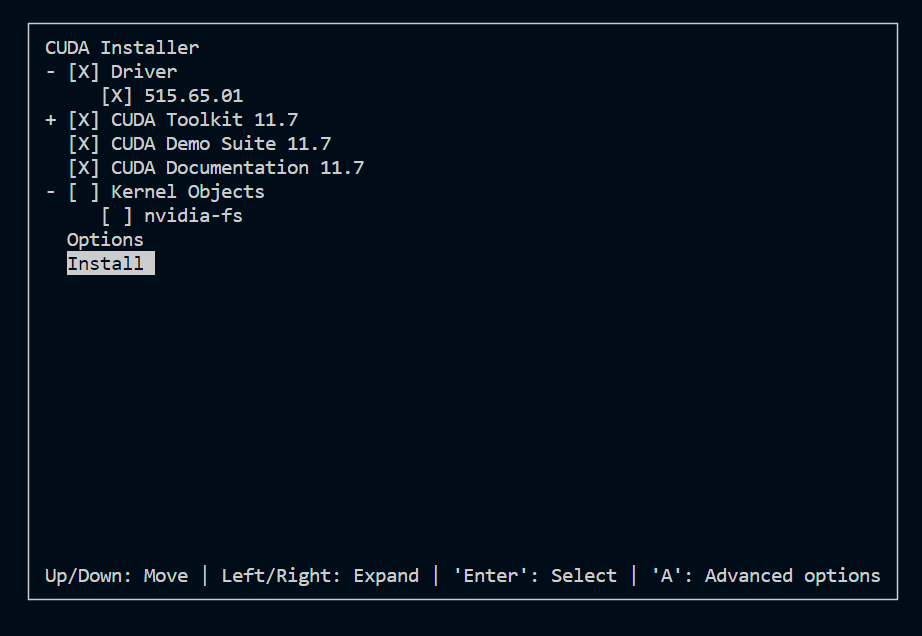 CUDA Installer
- [X] Driver
[X] 515.65.01
+ [X] CUDA Toolkit 11.7
[X] CUDA Demo Suite 11.7
[X] CUDA Documentation 11.7
- [ ] Kernel Objects
[ ] nvidia-fs
Options
Install
Up/Down: Move | Left/Right: Expand | 'Enter': Select | 'A': Advanced options